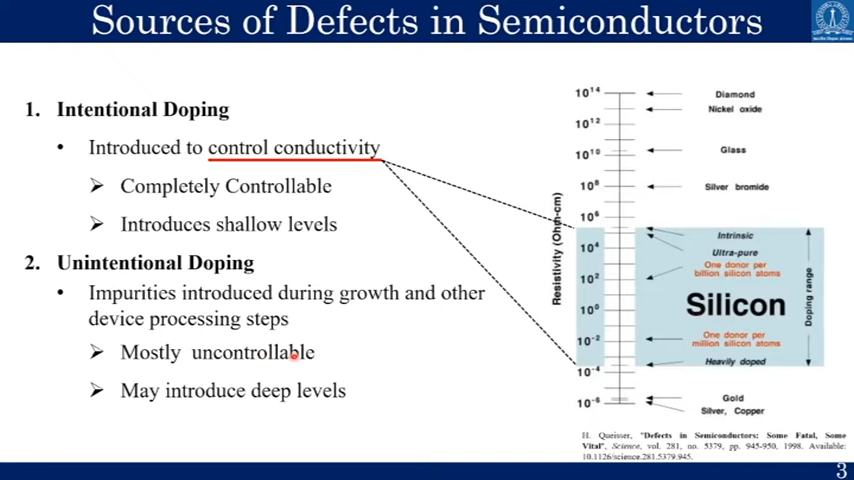 Sources of Defects in Semiconductors
1. Intentional Doping
• Introduced to control conductivity
➢ Completely Controllable
➢ Introduces shallow levels
2. Unintentional Doping
• Impurities introduced during growth and other
device processing steps
➢ Mostly uncontrollable
➢ May introduce deep levels
Resistivity (Ohm-cm)
10¹⁴
10¹²
10¹⁰
10⁸
10⁶
10⁴
10²
10⁰
10⁻²
10⁻⁴
10⁻⁶
Diamond
Nickel oxide
Glass
Silver bromide
Intrinsic
Ultra-pure
One donor per
billion silicon atoms
Silicon
One donor per
million silicon atoms
Heavily doped
Gold
Silver, Copper
Doping range
H. Queisser, "Defects in Semiconductors: Some Fatal, Some
Vital", Science, vol. 281, no. 5379, pp. 945-950, 1998. Available:
10.1126/science.281.5379.945.
3